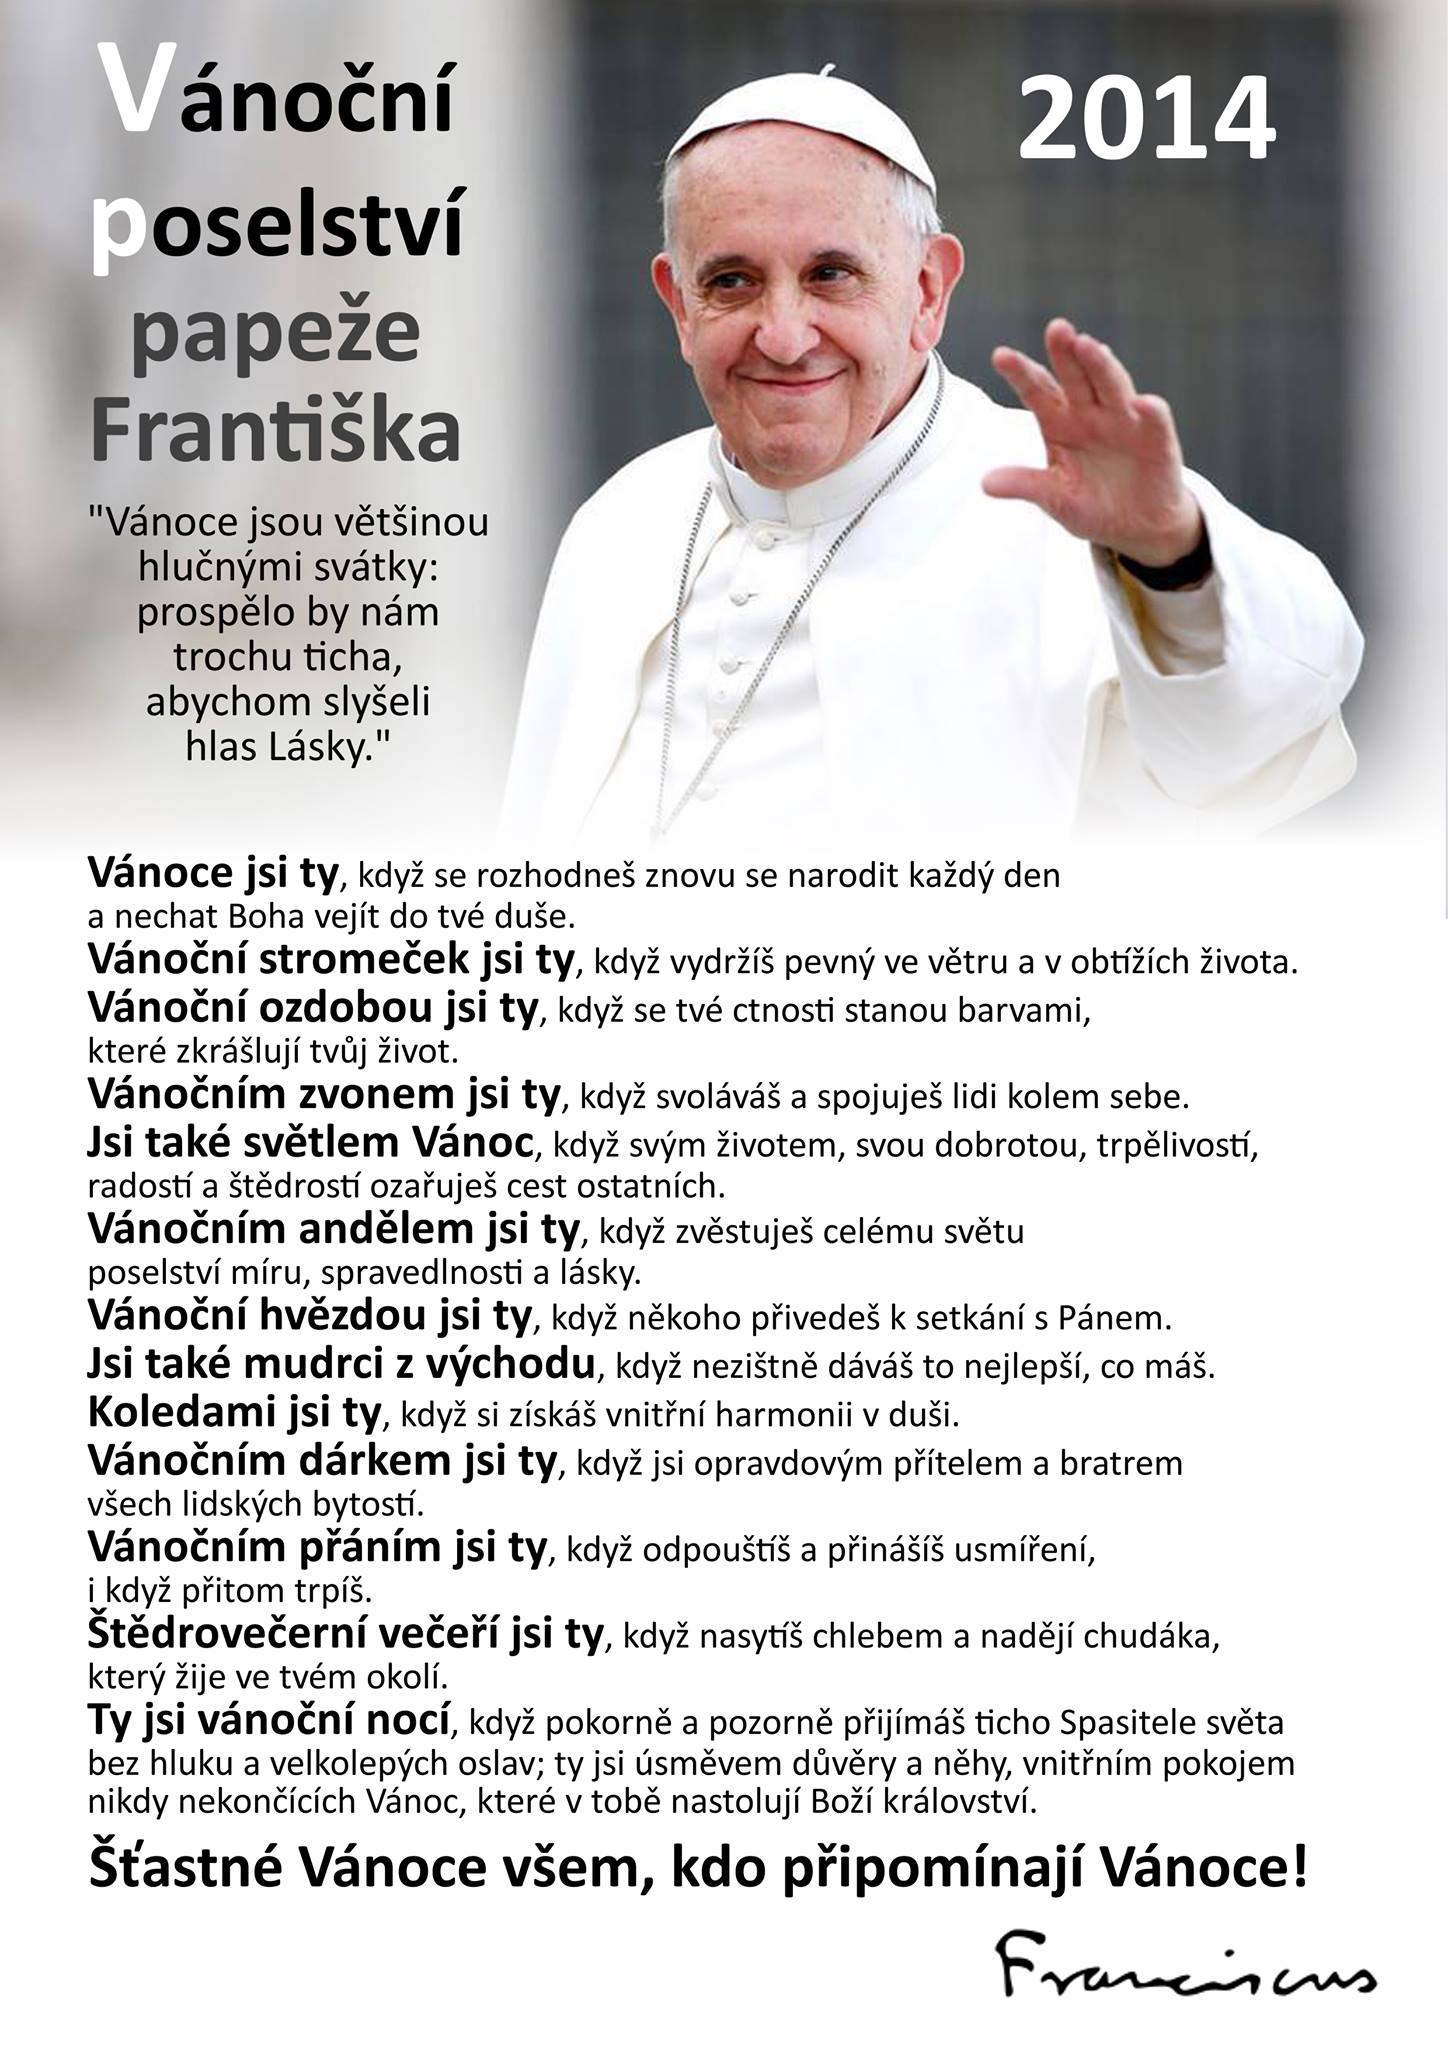 Vánoční
2014
poselství
papeže
Františka
"Vánoce jsou většinou
hlučnými svátky:
prospělo by nám
trochu ticha,
abychom slyšeli
hlas Lásky."
Vánoce jsi ty, když se rozhodneš znovu se narodit každý den
a nechat Boha vejít do tvé duše.
Vánoční stromeček jsi ty, když vydržíš pevný ve větru a v obtížích života.
Vánoční ozdobou jsi ty, když se tvé ctnosti stanou barvami,
které zkrášlují tvůj život.
Vánočním zvonem jsi ty, když svoláváš a spojuješ lidi kolem sebe.
Jsi také světlem Vánoc, když svým životem, svou dobrotou, trpělivostí,
radostí a štědrostí ozařuješ cest ostatních.
Vánočním andělem jsi ty, když zvěstuješ celému světu
poselství míru, spravedlnosti a lásky.
Vánoční hvězdou jsi ty, když někoho přivedeš k setkání s Pánem.
Jsi také mudrci z východu, když nezištně dáváš to nejlepší, co máš.
Koledami jsi ty, když si získáš vnitřní harmonii v duši.
Vánočním dárkem jsi ty, když jsi opravdovým přítelem a bratrem
všech lidských bytostí.
Vánočním přáním jsi ty, když odpouštíš a přinášíš usmíření,
i když přitom trpíš.
Štědrovečerní večeří jsi ty, když nasytíš chlebem a nadějí chudáka,
který žije ve tvém okolí.
Ty jsi vánoční nocí, když pokorně a pozorně přijímáš ticho Spasitele světa
bez hluku a velkolepých oslav; ty jsi úsměvem důvěry a něhy, vnitřním pokojem
nikdy nekončících Vánoc, které v tobě nastolují Boží království.
Šťastné Vánoce všem, kdo připomínají Vánoce!
Franciscus